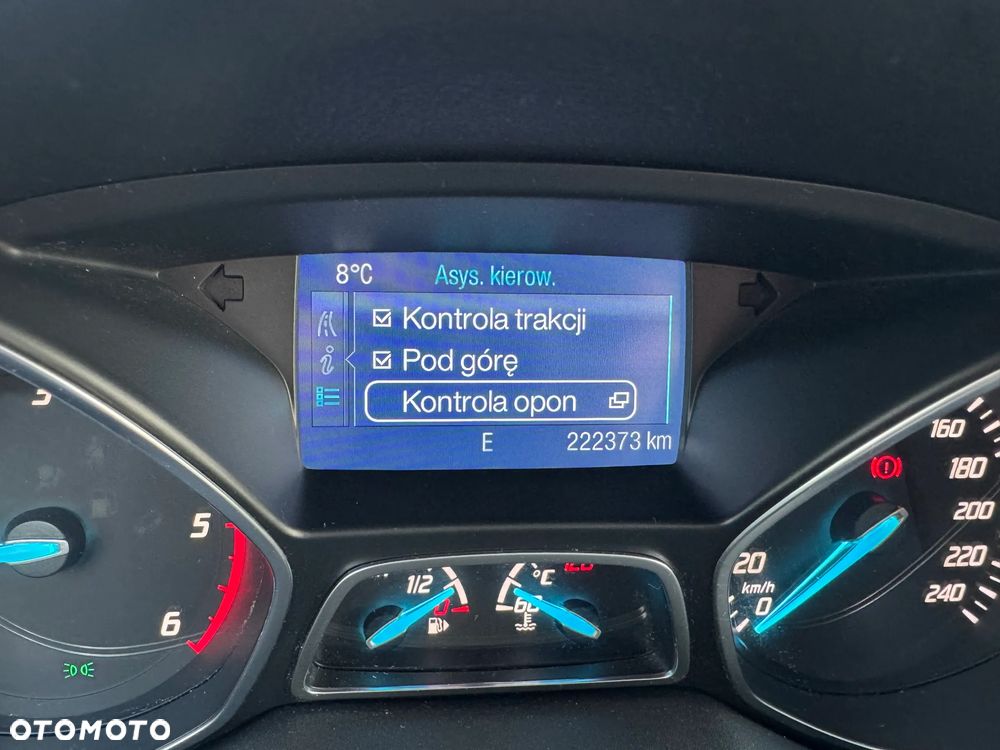 8°C Asys. kierow.
Kontrola trakcji
Pod górę
Kontrola opon
E 222373 km
5
6
1/2
0
°C
60
20
km/h
0
160
180
200
220
240
OTOMOTO